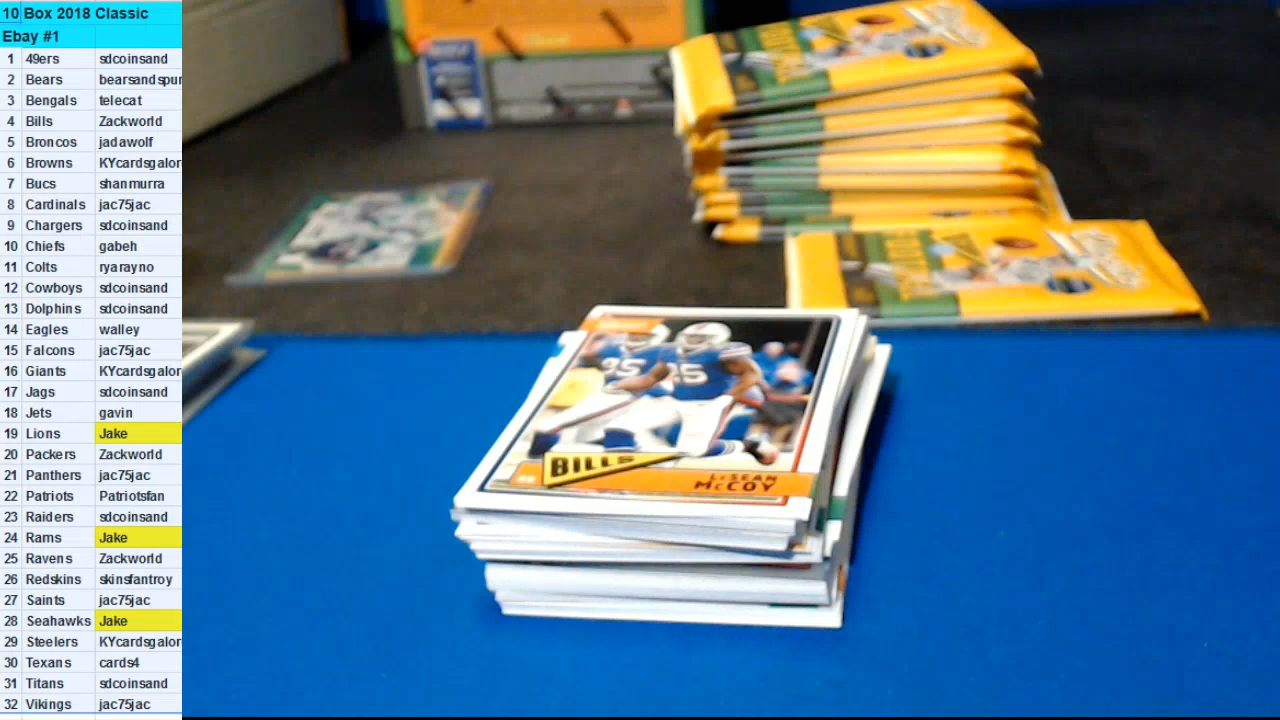 10 Box 2018 Classic
Ebay #1
1 49ers sdcoinsand
2 Bears bearsandspur
3 Bengals telecat
4 Bills Zackworld
5 Broncos jadawolf
6 Browns KYcardsgalor
7 Bucs shanmurra
8 Cardinals jac75jac
9 Chargers sdcoinsand
10 Chiefs gabeh
11 Colts ryarayno
12 Cowboys sdcoinsand
13 Dolphins sdcoinsand
14 Eagles walley
15 Falcons jac75jac
16 Giants KYcardsgalor
17 Jags sdcoinsand
18 Jets gavin
19 Lions Jake
20 Packers Zackworld
21 Panthers jac75jac
22 Patriots Patriotsfan
23 Raiders sdcoinsand
24 Rams Jake
25 Ravens Zackworld
26 Redskins skinsfantroy
27 Saints jac75jac
28 Seahawks Jake
29 Steelers KYcardsgalor
30 Texans cards4
31 Titans sdcoinsand
32 Vikings jac75jac
25
BILLS
LeSEAN
McCOY